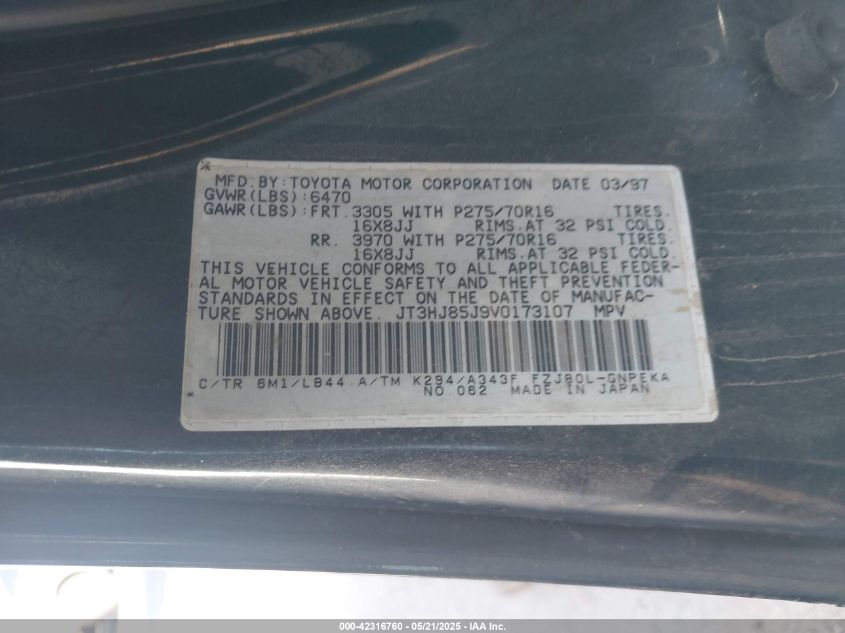 MFD.BY:TOYOTA MOTOR CORPORATION DATE 03/97
GVWR(LBS):6470
GAWR(LBS):FRT.3305 WITH P275/70R16 TIRES.
16X8JJ RIMS.AT 32 PSI COLD.
RR. 3970 WITH P275/70R16 TIRES.
16X8JJ RIMS.AT 32 PSI COLD.
THIS VEHICLE CONFORMS TO ALL APPLICABLE FEDER-
AL MOTOR VEHICLE SAFETY AND THEFT PREVENTION
STANDARDS IN EFFECT ON THE DATE OF MANUFAC-
TURE SHOWN ABOVE. JT3HJ85J9V0173107 MPV
C/TR 6M1/LB44 A/TM K294/A343F FZJ80L-GNPEKA
NO 062 MADE IN JAPAN
000-42316760 - 05/21/2025 - IAA Inc.